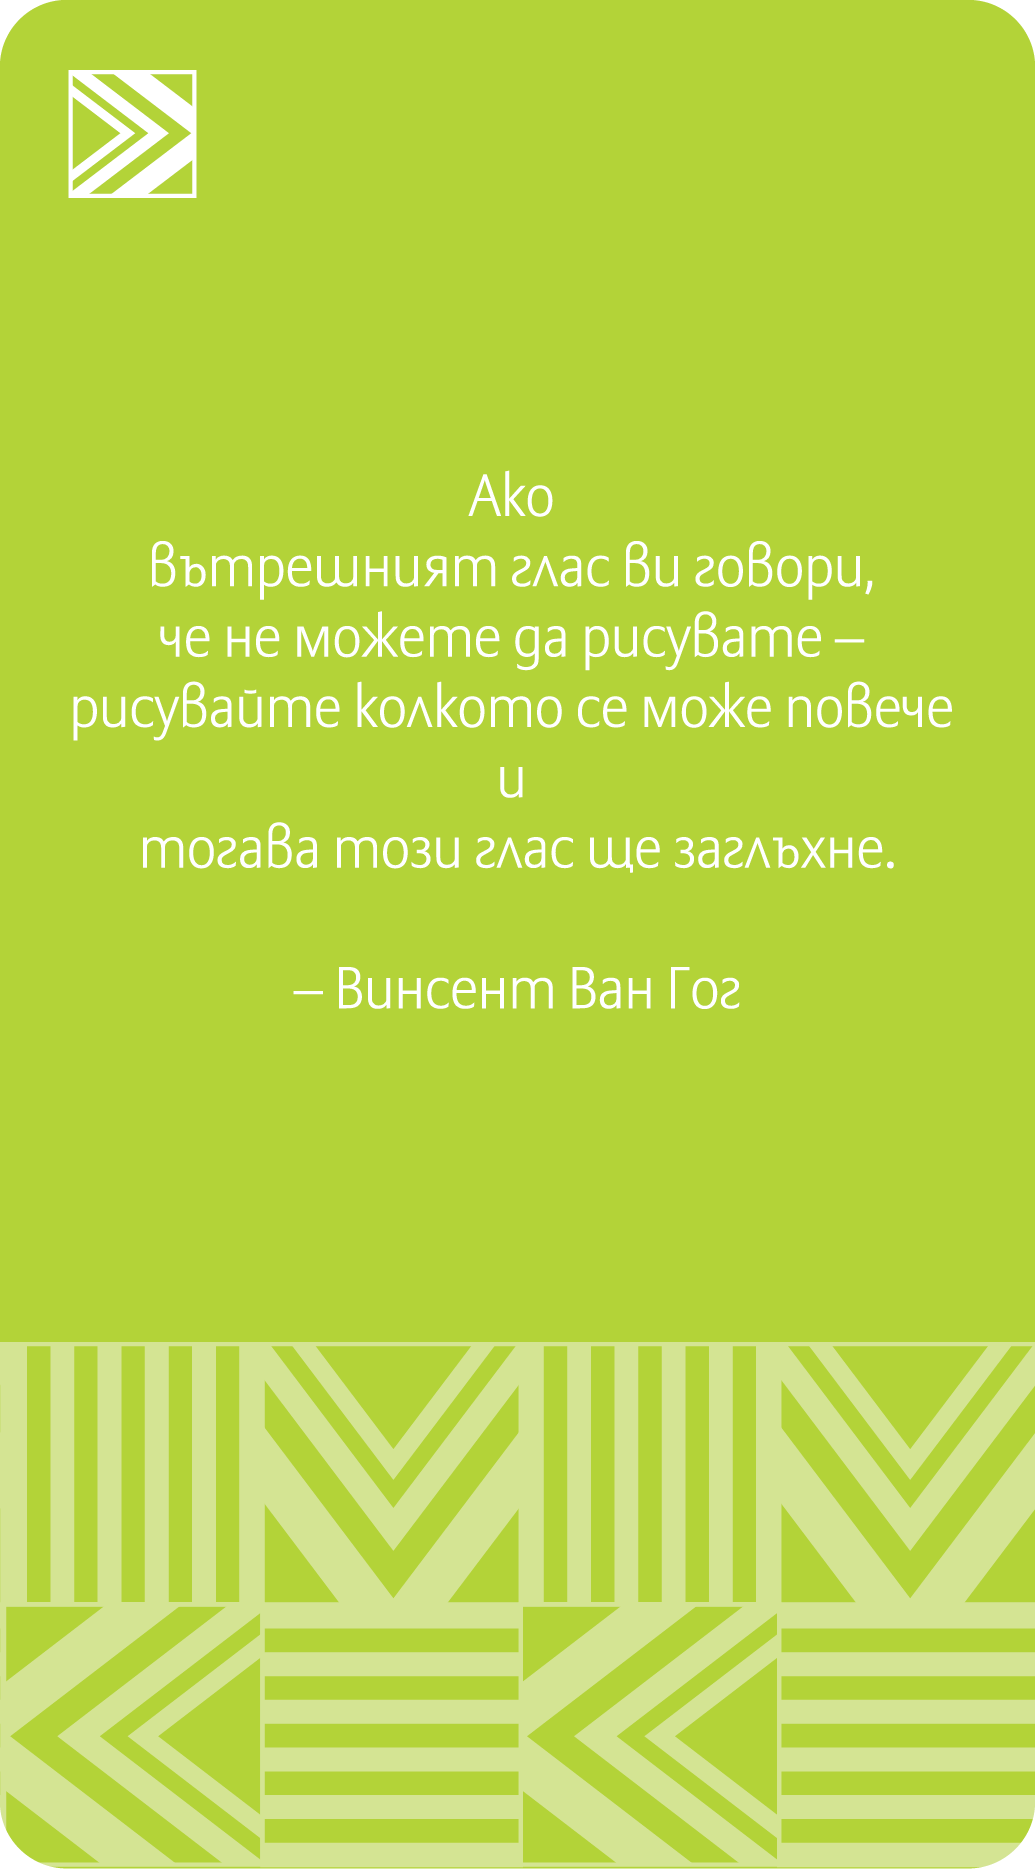 Ако
вътрешният глас ви говори,
че не можете да рисувате –
рисувайте колкото се може повече
и
тогава този глас ще заглъхне.
– Винсент Ван Гог